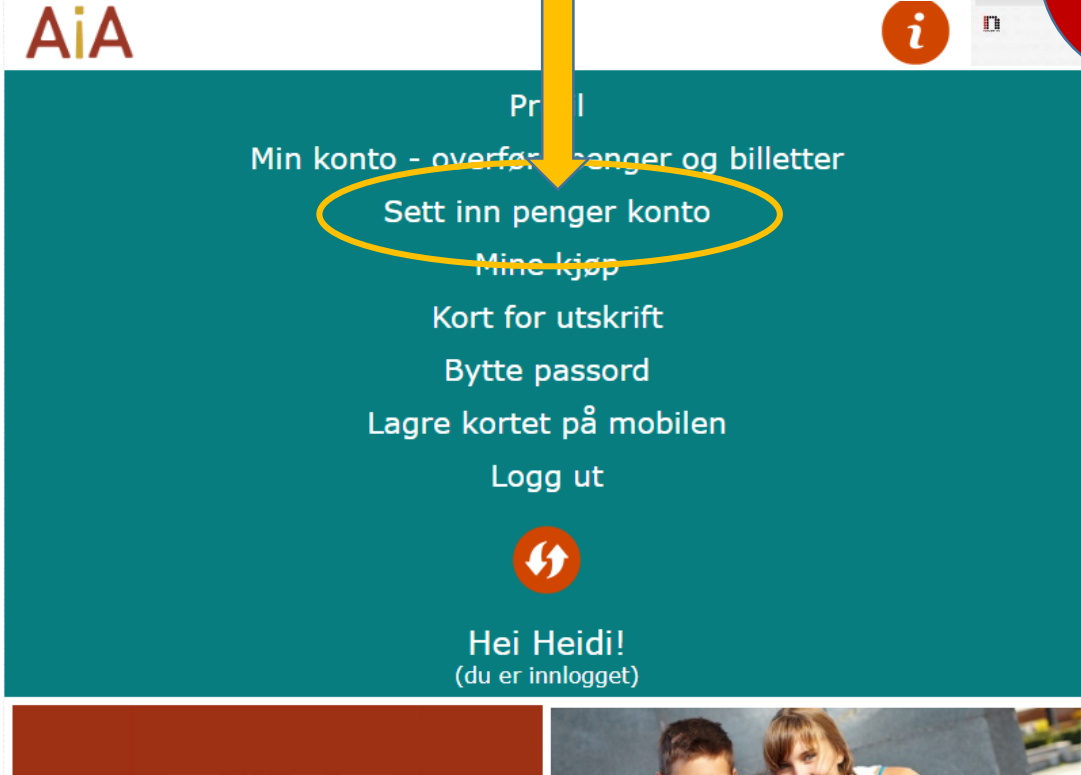 AiA
i
Min konto - penger og billetter
Sett inn penger konto
Mine kjøp
Kort for utskrift
Bytte passord
Lagre kortet på mobilen
Logg ut
Hei Heidi!
(du er innlogget)